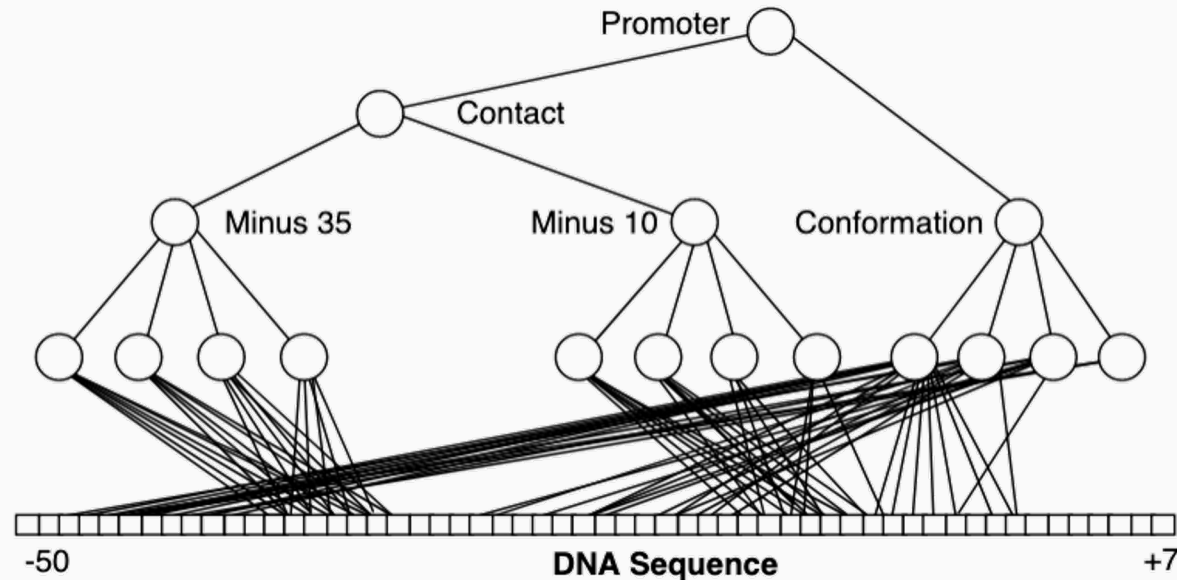 Promoter
Contact
Minus 35
Minus 10
Conformation
-50
DNA Sequence
+7